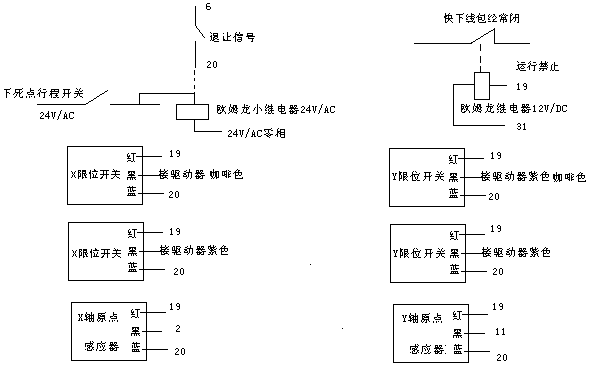 6
退让信号
20
下死点行程开关
24V/AC
欧姆龙小继电器24V/AC
24V/AC零相
快下线包经常闭
运行禁止
19
欧姆龙继电器12V/DC
31
X限位开关
红 19
黑 接驱动器 咖啡色
蓝 20
Y限位开关
红 19
黑 接驱动器紫色咖啡色
蓝 20
X限位开关
红 19
黑 接驱动器紫色
蓝 20
Y限位开关
红 19
黑 接驱动器紫色
蓝 20
X轴原点
感应器
红 19
黑 2
蓝 20
Y轴原点
感应器
红 19
黑 11
蓝 20